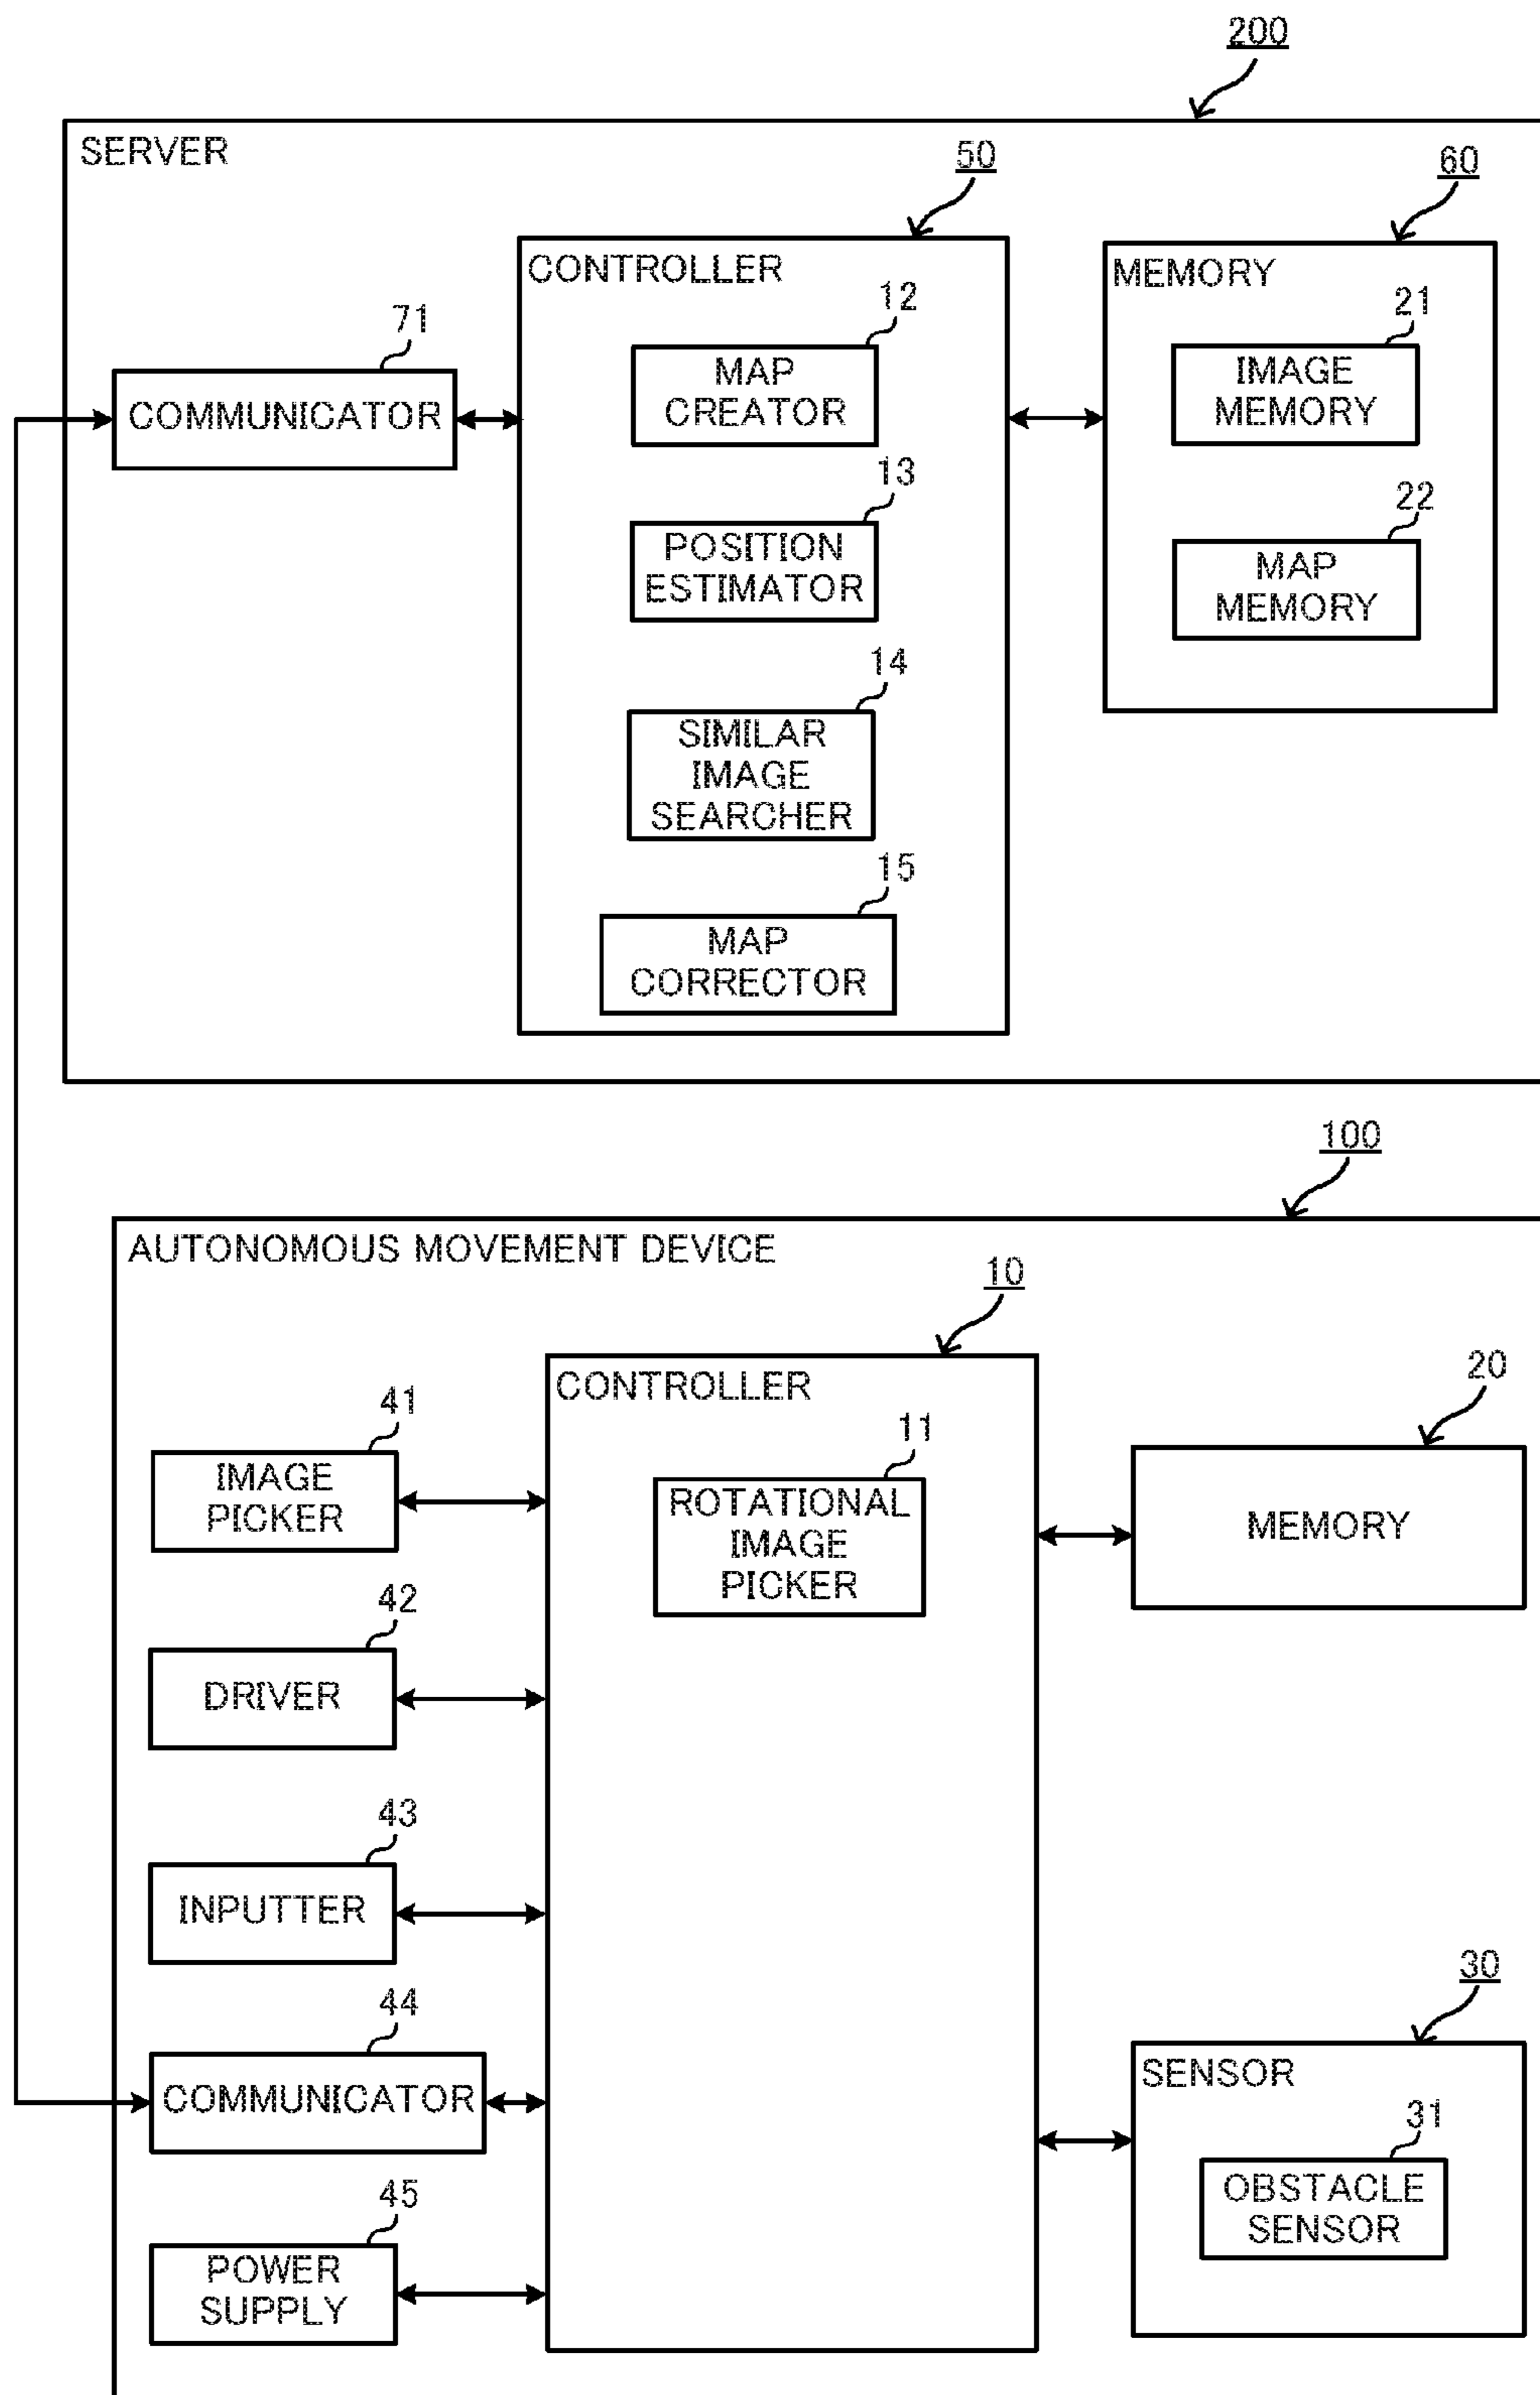 200
SERVER
50
60
CONTROLLER
MEMORY
71
COMMUNICATOR
12
MAP
CREATOR
21
IMAGE
MEMORY
13
POSITION
ESTIMATOR
22
MAP
MEMORY
14
SIMILAR
IMAGE
SEARCHER
15
MAP
CORRECTOR
100
AUTONOMOUS MOVEMENT DEVICE
10
CONTROLLER
41
IMAGE
PICKER
11
ROTATIONAL
IMAGE
PICKER
20
MEMORY
42
DRIVER
43
INPUTTER
44
COMMUNICATOR
30
SENSOR
31
OBSTACLE
SENSOR
45
POWER
SUPPLY